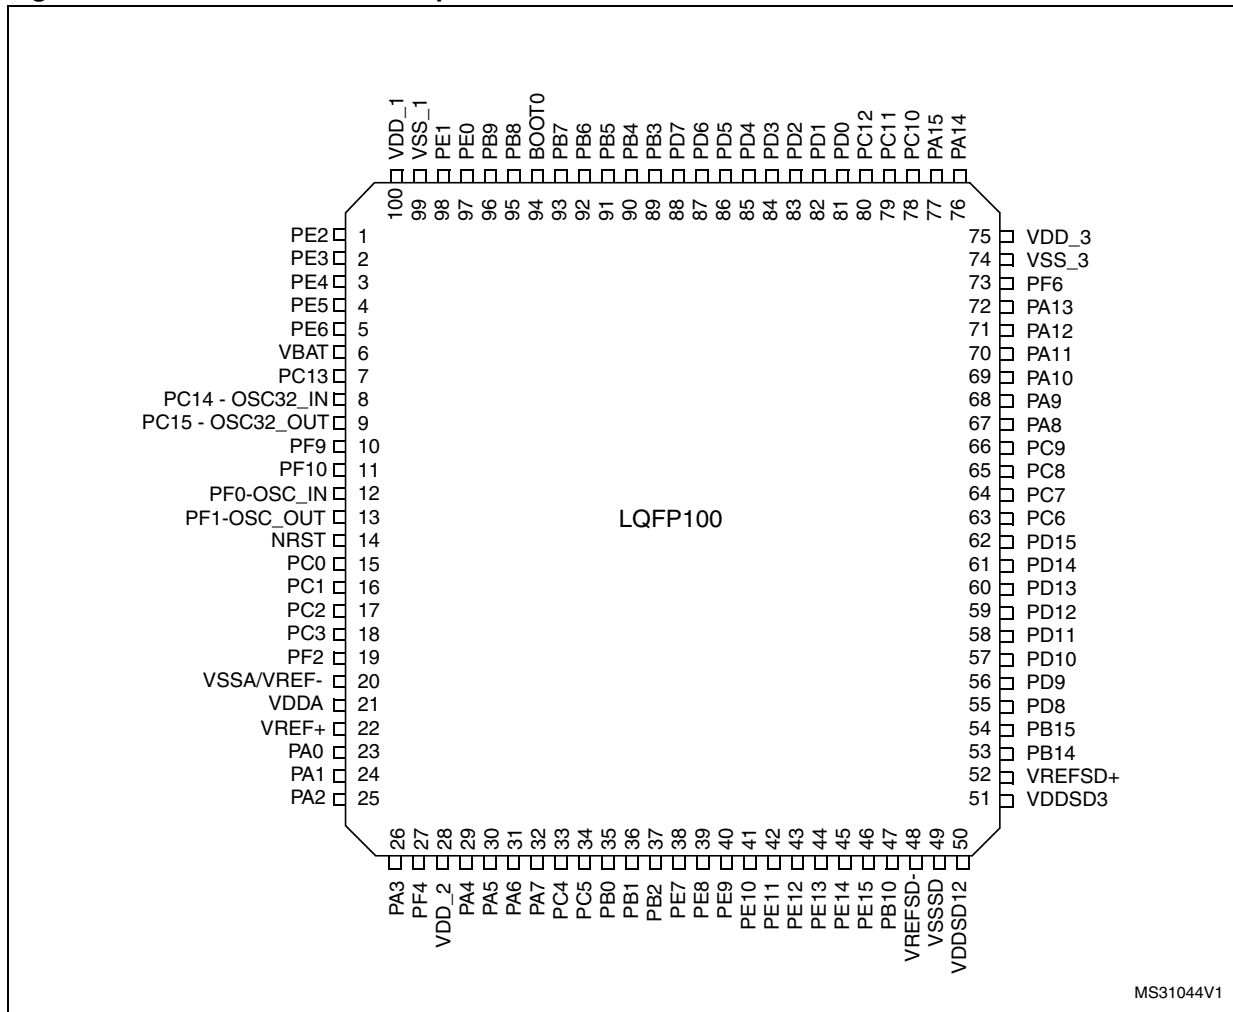 VDD_1
VSS_1
PE1
PE0
PB9
PB8
BOOT0
PB7
PB6
PB5
PB4
PB3
PD7
PD6
PD5
PD4
PD3
PD2
PD1
PD0
PC12
PC11
PC10
PA15
PA14
100
99
98
97
96
95
94
93
92
91
90
89
88
87
86
85
84
83
82
81
80
79
78
77
76
PE2 1
PE3 2
PE4 3
PE5 4
PE6 5
VBAT 6
PC13 7
PC14 - OSC32_IN 8
PC15 - OSC32_OUT 9
PF9 10
PF10 11
PF0-OSC_IN 12
PF1-OSC_OUT 13
NRST 14
PC0 15
PC1 16
PC2 17
PC3 18
PF2 19
VSSA/VREF- 20
VDDA 21
VREF+ 22
PA0 23
PA1 24
PA2 25
LQFP100
75 VDD_3
74 VSS_3
73 PF6
72 PA13
71 PA12
70 PA11
69 PA10
68 PA9
67 PA8
66 PC9
65 PC8
64 PC7
63 PC6
62 PD15
61 PD14
60 PD13
59 PD12
58 PD11
57 PD10
56 PD9
55 PD8
54 PB15
53 PB14
52 VREFSD+
51 VDDSD3
26
27
28
29
30
31
32
33
34
35
36
37
38
39
40
41
42
43
44
45
46
47
48
49
50
PA3
PF4
VDD_2
PA4
PA5
PA6
PA7
PC4
PC5
PB0
PB1
PB2
PE7
PE8
PE9
PE10
PE11
PE12
PE13
PE14
PE15
PB10
VREFSD-
VSSSD
VDDSD12
MS31044V1